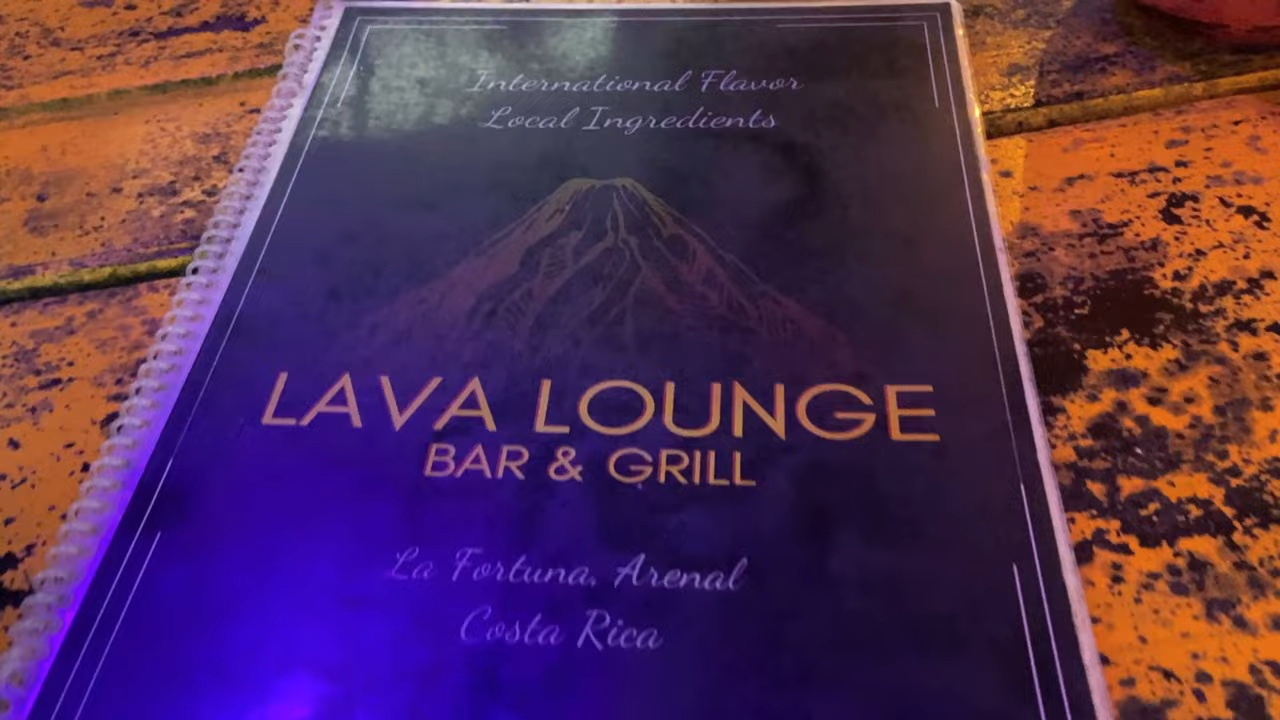 International Flavor
Local Ingredients
LAVA LOUNGE
BAR & GRILL
La Fortuna, Arenal
Costa Rica